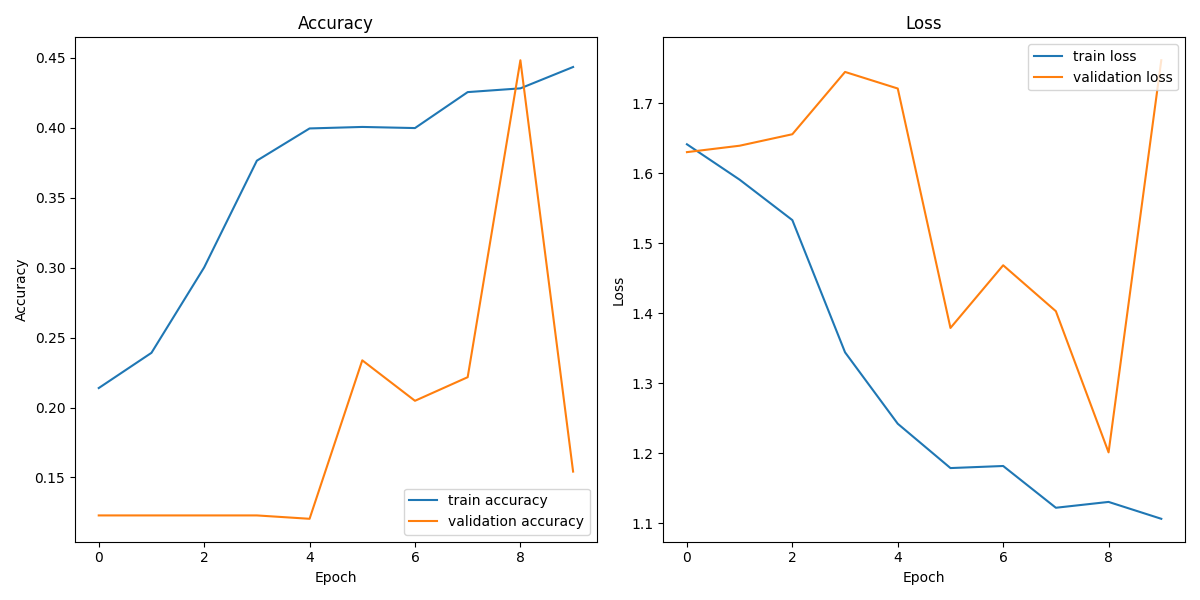 Accuracy
0.45
0.40
0.35
0.30
0.25
0.20
0.15
Accuracy
train accuracy
validation accuracy
0 2 4 6 8
Epoch
Loss
train loss
validation loss
1.7
1.6
1.5
1.4
1.3
1.2
1.1
Loss
0 2 4 6 8
Epoch